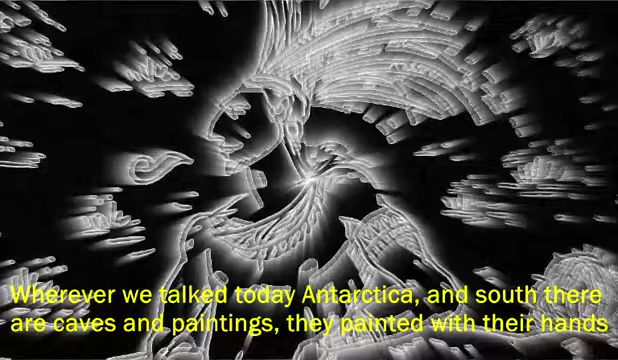 Wherever we talked today Antarctica, and south there
are caves and paintings, they painted with their hands